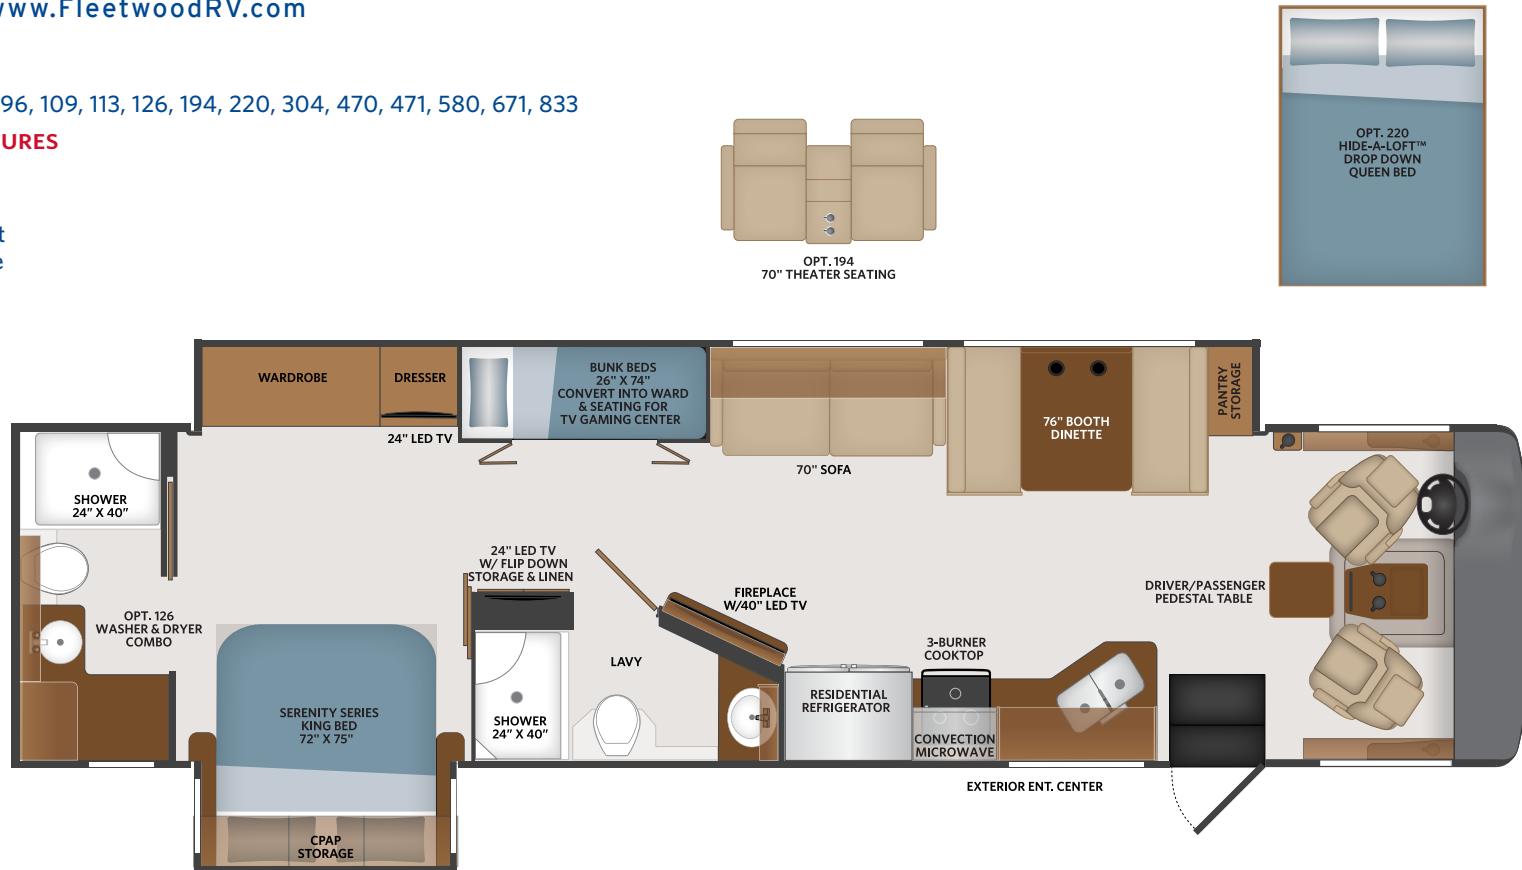 www.FleetwoodRV.com
96, 109, 113, 126, 194, 220, 304, 470, 471, 580, 671, 833
URES
t
e
OPT. 194
70" THEATER SEATING
OPT. 220
HIDE-A-LOFT™
DROP DOWN
QUEEN BED
WARDROBE
DRESSER
24" LED TV
BUNK BEDS
26" X 74"
CONVERT INTO WARD
& SEATING FOR
TV GAMING CENTER
70" SOFA
76" BOOTH
DINETTE
PANTRY
STORAGE
SHOWER
24" X 40"
OPT. 126
WASHER & DRYER
COMBO
24" LED TV
W/ FLIP DOWN
STORAGE & LINEN
FIREPLACE
W/40" LED TV
DRIVER/PASSENGER
PEDESTAL TABLE
LAVY
3-BURNER
COOKTOP
SERENITY SERIES
KING BED
72" X 75"
SHOWER
24" X 40"
RESIDENTIAL
REFRIGERATOR
CONVECTION
MICROWAVE
EXTERIOR ENT. CENTER
CPAP
STORAGE